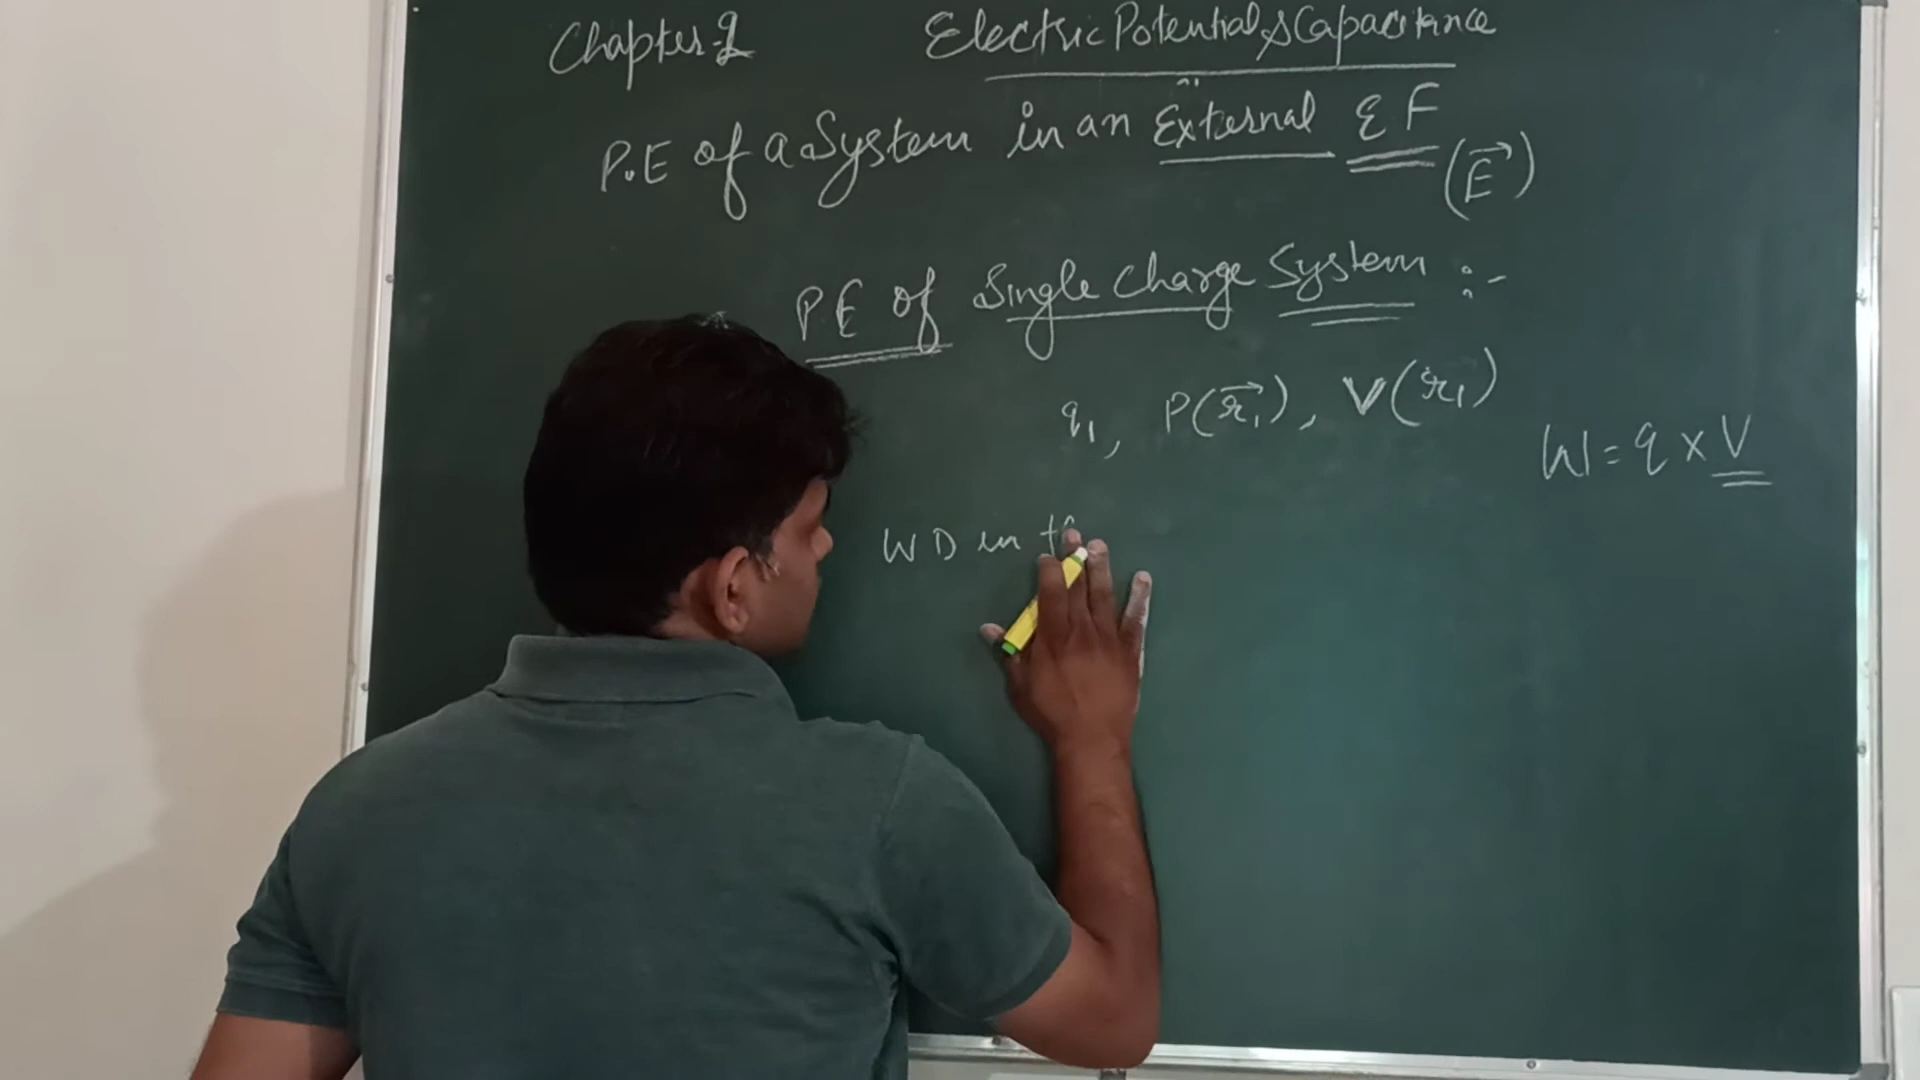 Chapter-2 Electric Potential & Capacitance
P.E of a System in an External E F
(E⃗)
P E of Single Charge System :-
q₁, P(r⃗₁), V(r₁)
W = q × V
W D in